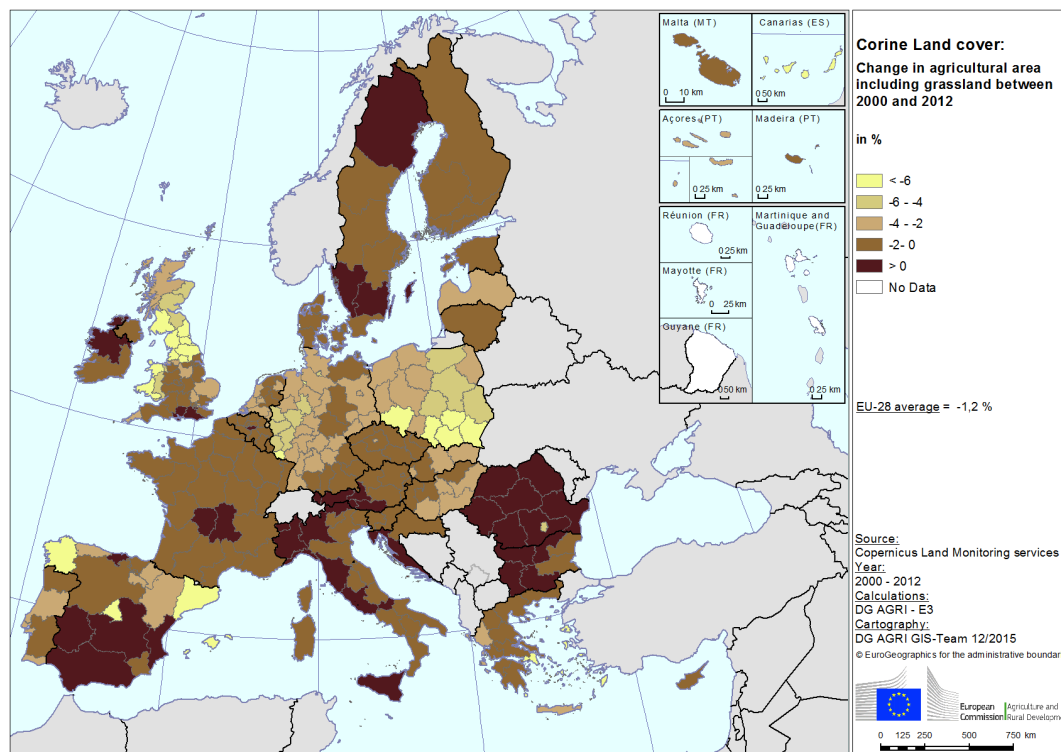 Malta (MT)
0 10 km
Canarias (ES)
0 50 km
Açores (PT)
0 25 km
Madeira (PT)
0 25 km
Réunion (FR)
0 25 km
Martinique and
Guadeloupe (FR)
Mayotte (FR)
0 25 km
Guyane (FR)
0 50 km
0 25 km
Corine Land cover:
Change in agricultural area
including grassland between
2000 and 2012
in %
< -6
-6 - -4
-4 - -2
-2- 0
> 0
No Data
EU-28 average = -1,2 %
Source:
Copernicus Land Monitoring services
Year:
2000 - 2012
Calculations:
DG AGRI - E3
Cartography:
DG AGRI GIS-Team 12/2015
© EuroGeographics for the administrative boundar
European
Commission
Agriculture and
Rural Developme
0 125 250 500 750 km